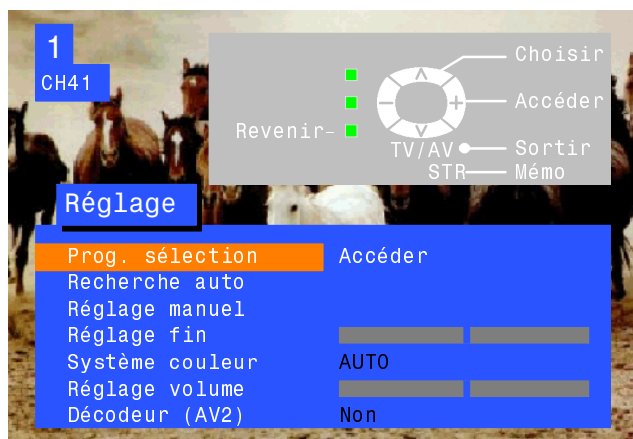 1
CH41
Choisir
Accéder
Revenir
TV/AV Sortir
STR Mémo
Réglage
Prog. sélection Accéder
Recherche auto
Réglage manuel
Réglage fin
Système couleur AUTO
Réglage volume
Décodeur (AV2) Non